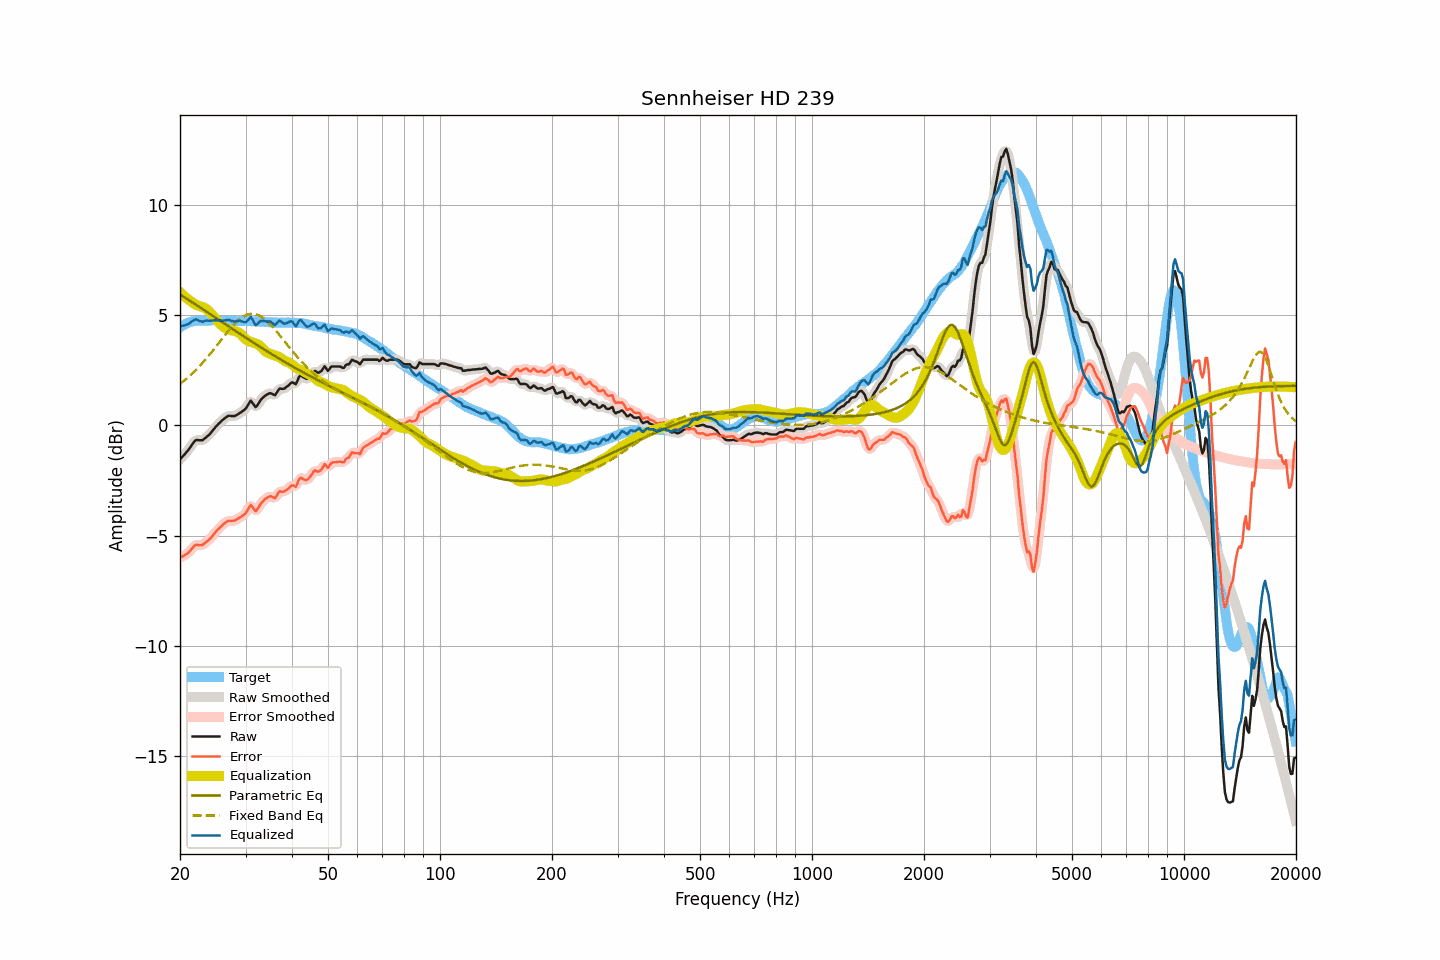 Sennheiser HD 239
Amplitude (dBr)
10
5
0
−5
−10
−15
Target
Raw Smoothed
Error Smoothed
Raw
Error
Equalization
Parametric Eq
Fixed Band Eq
Equalized
20 50 100 200 500 1000 2000 5000 10000 20000
Frequency (Hz)